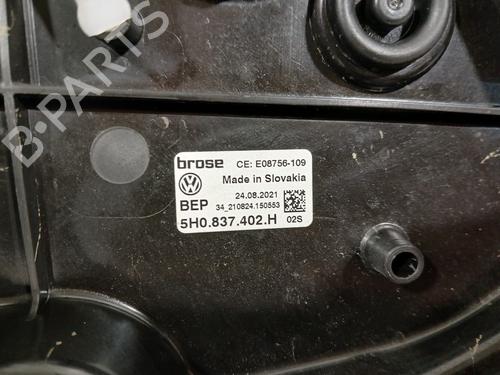 B-PARTS
brose CE: E08756-109
Made in Slovakia
24.08.2021
BEP 34_210824.150553
5H0.837.402.H 02S